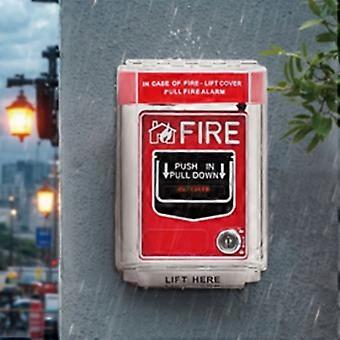 IN CASE OF FIRE - LIFT COVER
PULL FIRE ALARM
FIRE
PUSH IN
PULL DOWN
LIFT HERE